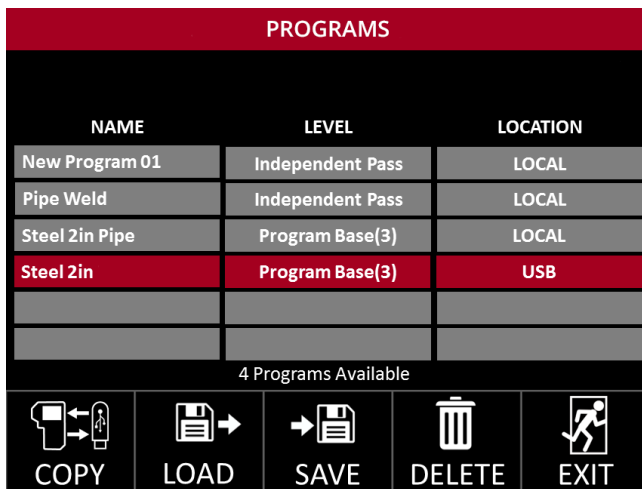 PROGRAMS
NAME LEVEL LOCATION
New Program 01 Independent Pass LOCAL
Pipe Weld Independent Pass LOCAL
Steel 2in Pipe Program Base(3) LOCAL
Steel 2in Program Base(3) USB
4 Programs Available
COPY LOAD SAVE DELETE EXIT